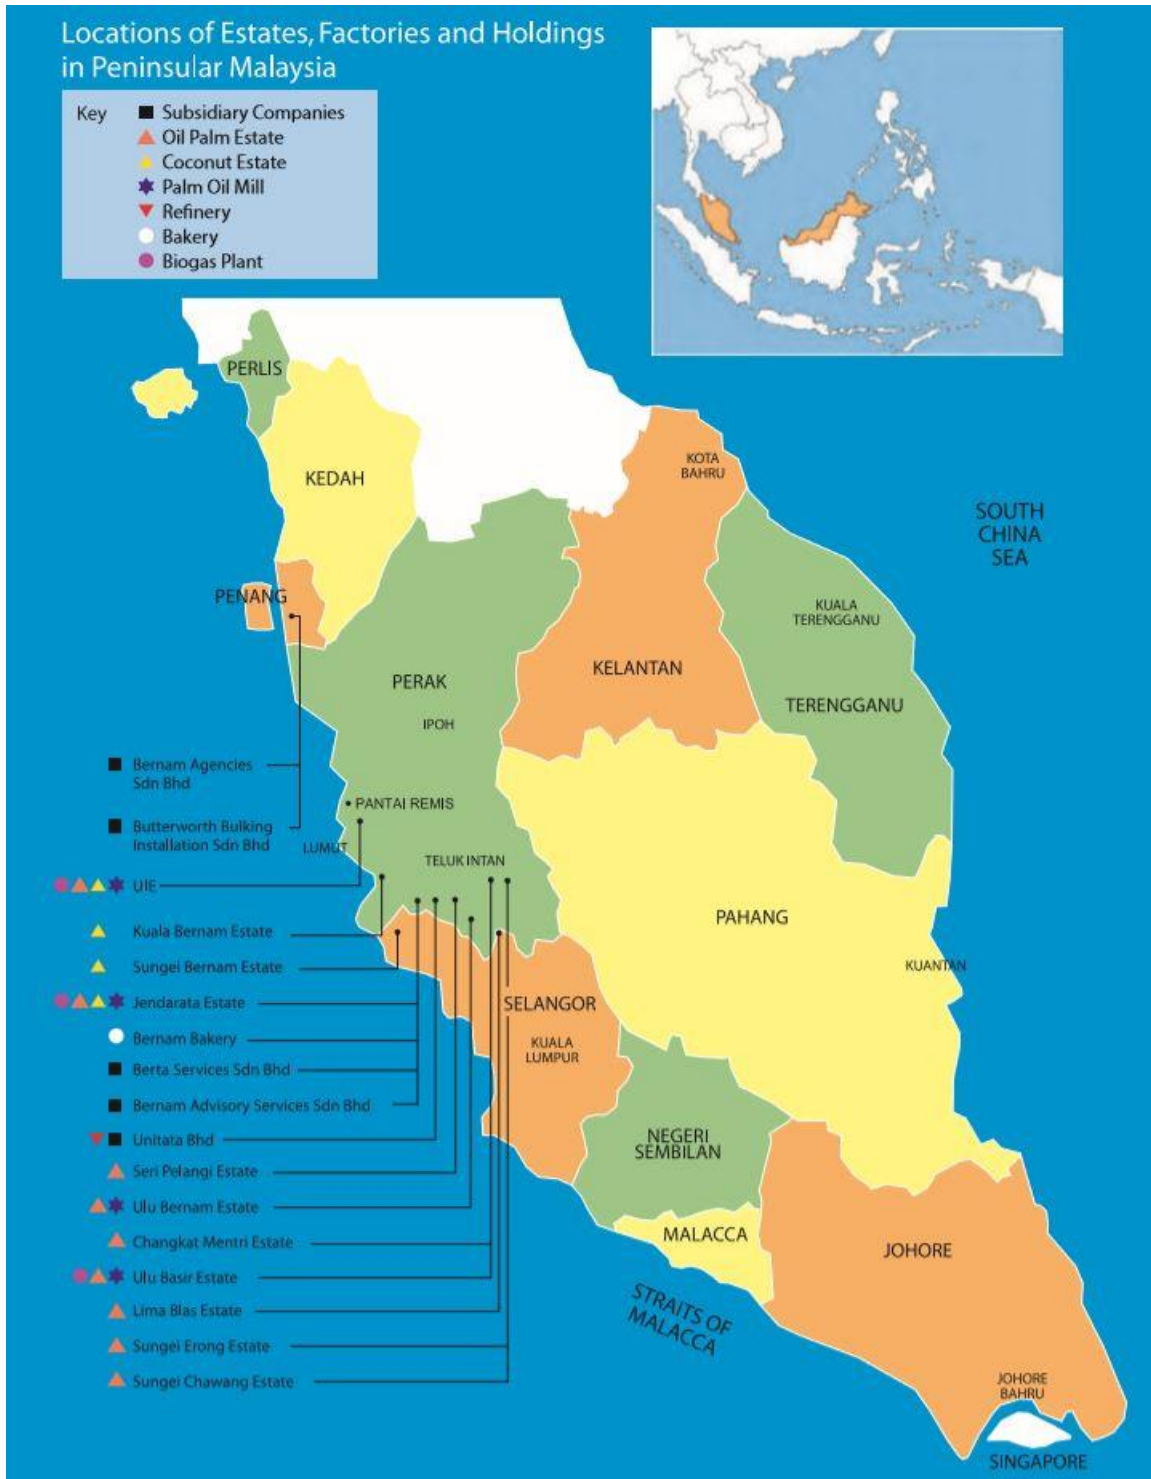 Locations of Estates, Factories and Holdings
in Peninsular Malaysia
Key
Subsidiary Companies
Oil Palm Estate
Coconut Estate
Palm Oil Mill
Refinery
Bakery
Biogas Plant
PERLIS
KEDAH
KOTA
BAHRU
SOUTH
CHINA
SEA
PENANG
KUALA
TERENGGANU
KELANTAN
PERAK
TERENGGANU
IPOH
Bernam Agencies
Sdn Bhd
PANTAI REMIS
Butterworth Bulking
Installation Sdn Bhd
LUMUT
TELUK INTAN
UIE
PAHANG
Kuala Bernam Estate
Sungei Bernam Estate
KUANTAN
Jendarata Estate
SELANGOR
Bernam Bakery
KUALA
LUMPUR
Berta Services Sdn Bhd
Bernam Advisory Services Sdn Bhd
Unitata Bhd
NEGERI
SEMBILAN
Seri Pelangi Estate
Ulu Bernam Estate
MALACCA
Changkat Mentri Estate
JOHORE
Ulu Basir Estate
Lima Blas Estate
STRAITS OF
MALACCA
Sungei Erong Estate
Sungei Chawang Estate
JOHORE
BAHRU
SINGAPORE